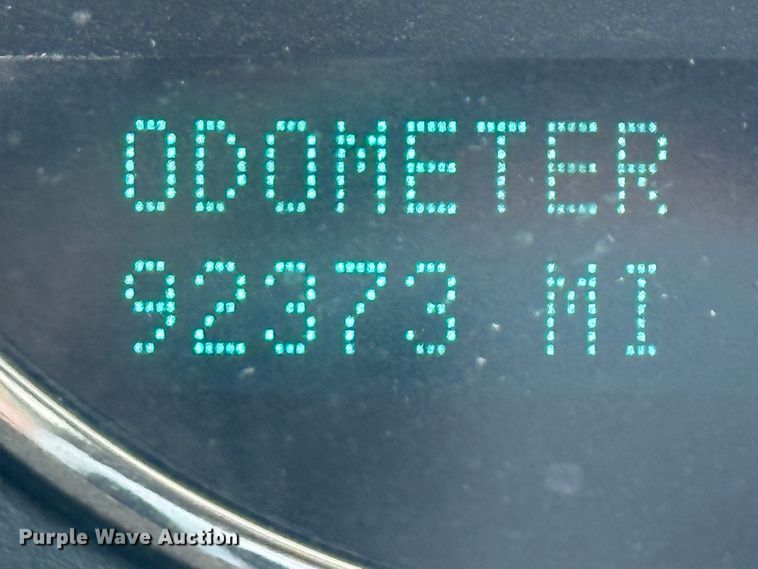 ODOMETER
92373 MI
Purple Wave Auction